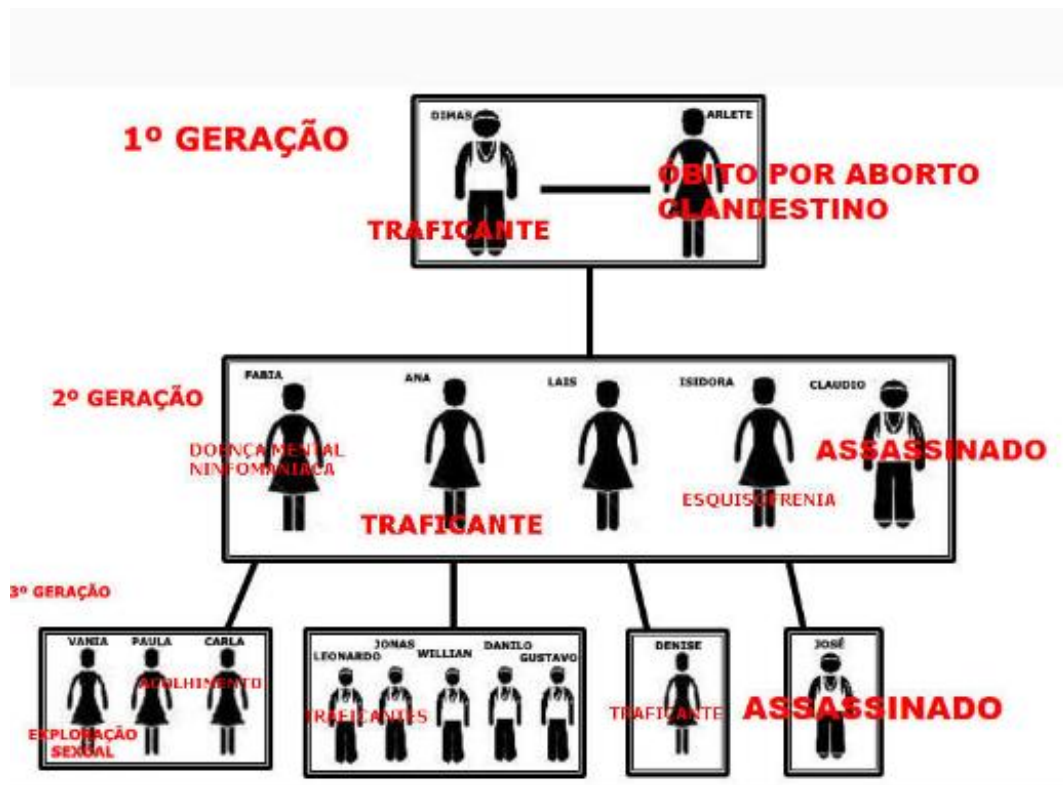 1º GERAÇÃO
DIMAS
ARLETE
ÓBITO POR ABORTO
CLANDESTINO
TRAFICANTE
2º GERAÇÃO
FABIA
ANA
LAIS
ISIDORA
CLAUDIO
DOENÇA MENTAL
NINFOMANIACA
TRAFICANTE
ESQUISOFRENIA
ASSASSINADO
3º GERAÇÃO
VANIA
PAULA
CARLA
ACOLHIMENTO
EXPLORAÇÃO
SEXUAL
LEONARDO
JONAS
WILLIAN
DANILO
GUSTAVO
TRAFICANTES
DENISE
TRAFICANTE
JOSÉ
ASSASSINADO